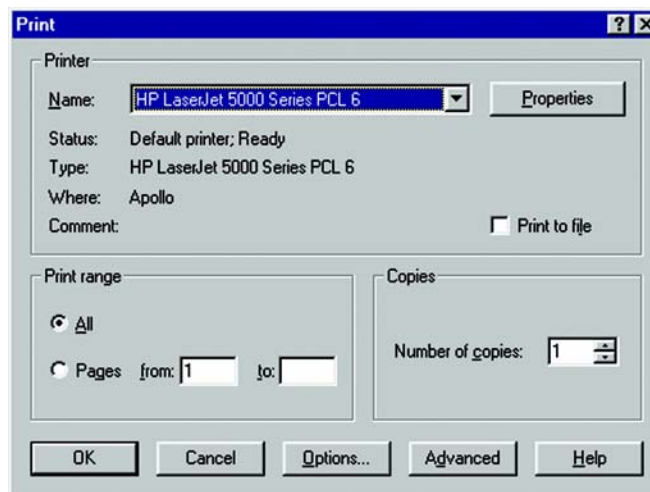 Print
Printer
Name: HP LaserJet 5000 Series PCL 6 Properties
Status: Default printer; Ready
Type: HP LaserJet 5000 Series PCL 6
Where: Apollo
Comment: Print to file
Print range
All
Pages from: 1 to:
Copies
Number of copies: 1
OK Cancel Options... Advanced Help